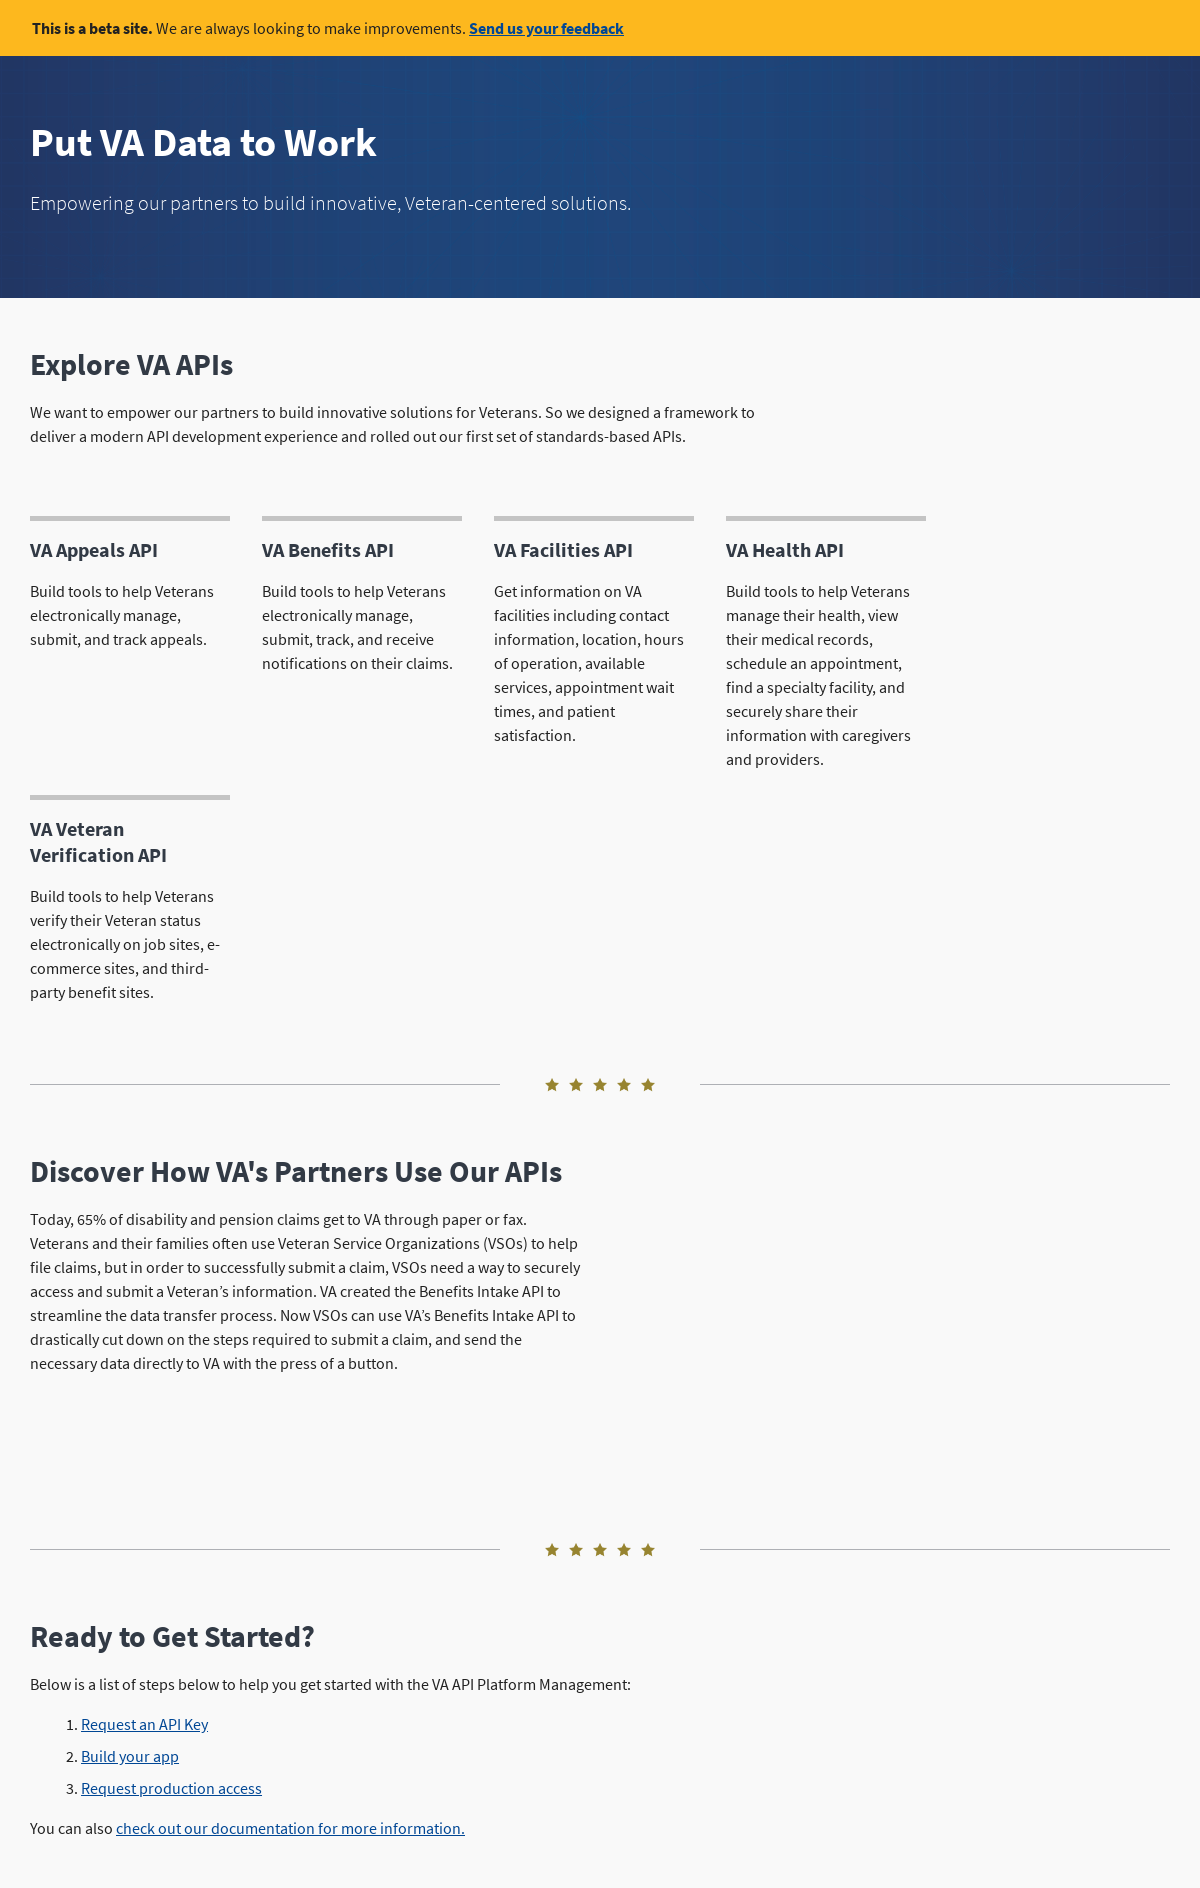 This is a beta site. We are always looking to make improvements. Send us your feedback
Put VA Data to Work
Empowering our partners to build innovative, Veteran-centered solutions.
Explore VA APIs
We want to empower our partners to build innovative solutions for Veterans. So we designed a framework to
deliver a modern API development experience and rolled out our first set of standards-based APIs.
VA Appeals API
Build tools to help Veterans
electronically manage,
submit, and track appeals.
VA Benefits API
Build tools to help Veterans
electronically manage,
submit, track, and receive
notifications on their claims.
VA Facilities API
Get information on VA
facilities including contact
information, location, hours
of operation, available
services, appointment wait
times, and patient
satisfaction.
VA Health API
Build tools to help Veterans
manage their health, view
their medical records,
schedule an appointment,
find a specialty facility, and
securely share their
information with caregivers
and providers.
VA Veteran
Verification API
Build tools to help Veterans
verify their Veteran status
electronically on job sites, e-
commerce sites, and third-
party benefit sites.
Discover How VA's Partners Use Our APIs
Today, 65% of disability and pension claims get to VA through paper or fax.
Veterans and their families often use Veteran Service Organizations (VSOs) to help
file claims, but in order to successfully submit a claim, VSOs need a way to securely
access and submit a Veteran’s information. VA created the Benefits Intake API to
streamline the data transfer process. Now VSOs can use VA’s Benefits Intake API to
drastically cut down on the steps required to submit a claim, and send the
necessary data directly to VA with the press of a button.
Ready to Get Started?
Below is a list of steps below to help you get started with the VA API Platform Management:
1. Request an API Key
2. Build your app
3. Request production access
You can also check out our documentation for more information.